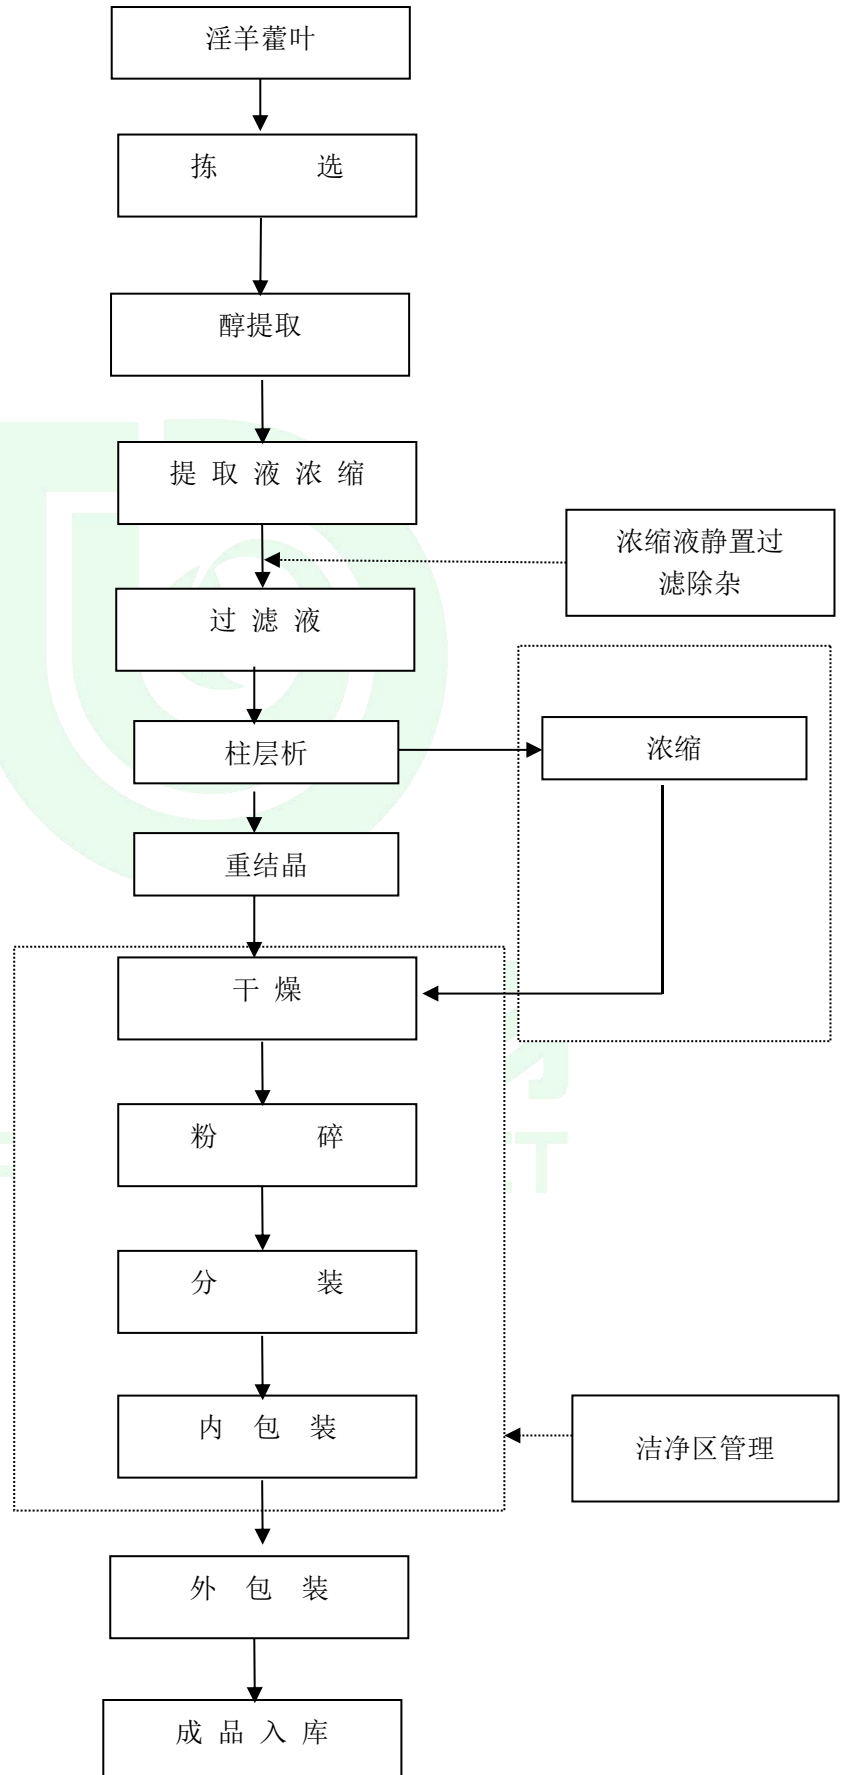 淫羊藿叶
拣 选
醇提取
提 取 液 浓 缩
浓缩液静置过
滤除杂
过 滤 液
柱层析
浓缩
重结晶
干 燥
粉 碎
分 装
内 包 装
洁净区管理
外 包 装
成 品 入 库